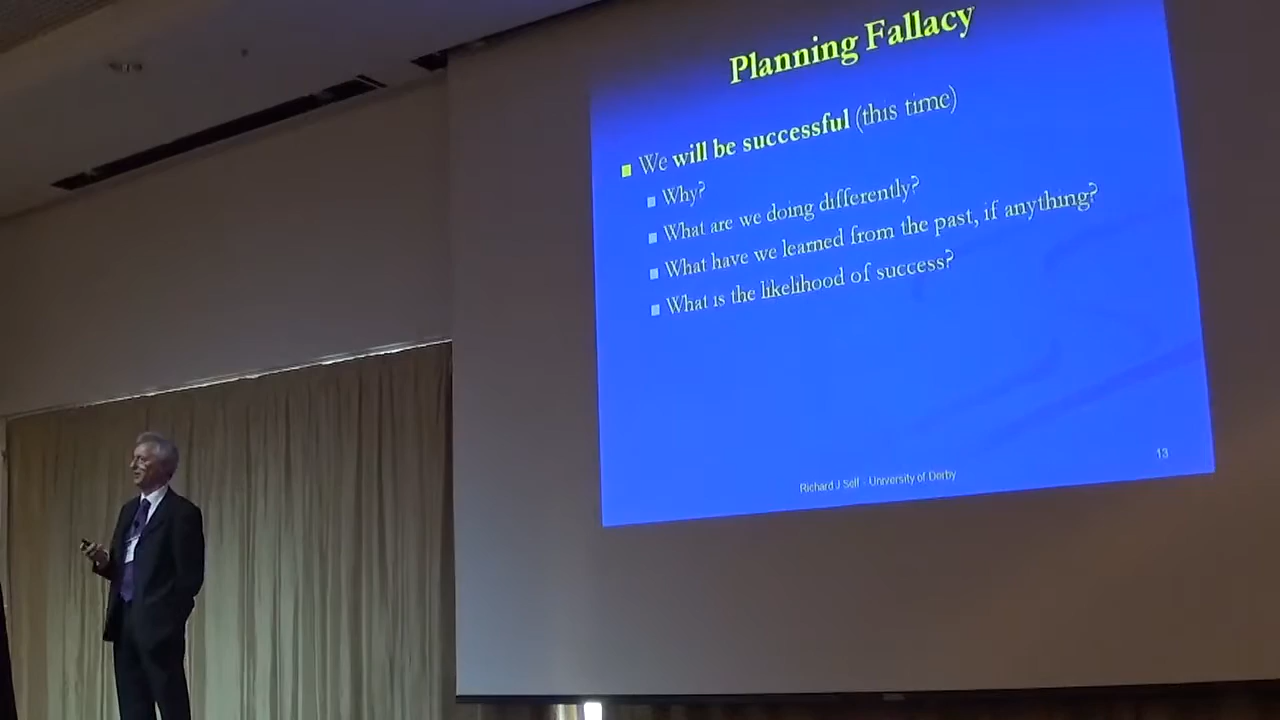 Planning Fallacy
We will be successful (this time)
Why?
What are we doing differently?
What have we learned from the past, if anything?
What is the likelihood of success?
Richard J Self - University of Derby
13